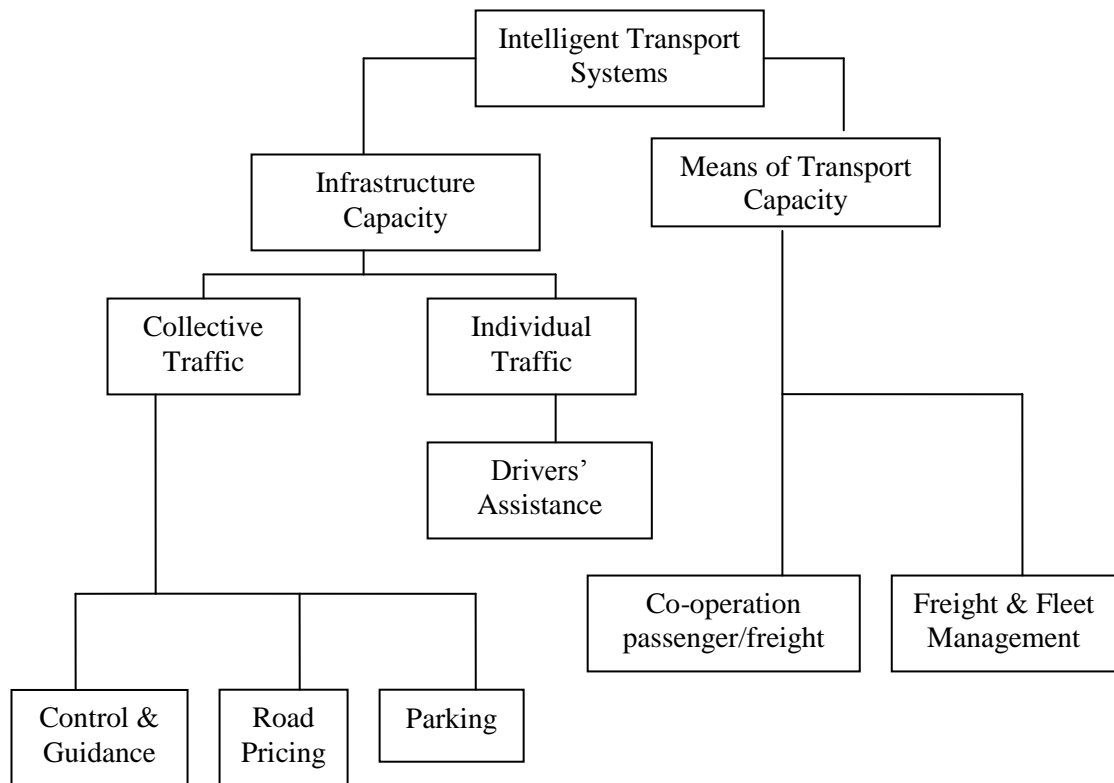 Intelligent Transport
Systems
Infrastructure
Capacity
Means of Transport
Capacity
Collective
Traffic
Individual
Traffic
Drivers’
Assistance
Co-operation
passenger/freight
Freight & Fleet
Management
Control &
Guidance
Road
Pricing
Parking